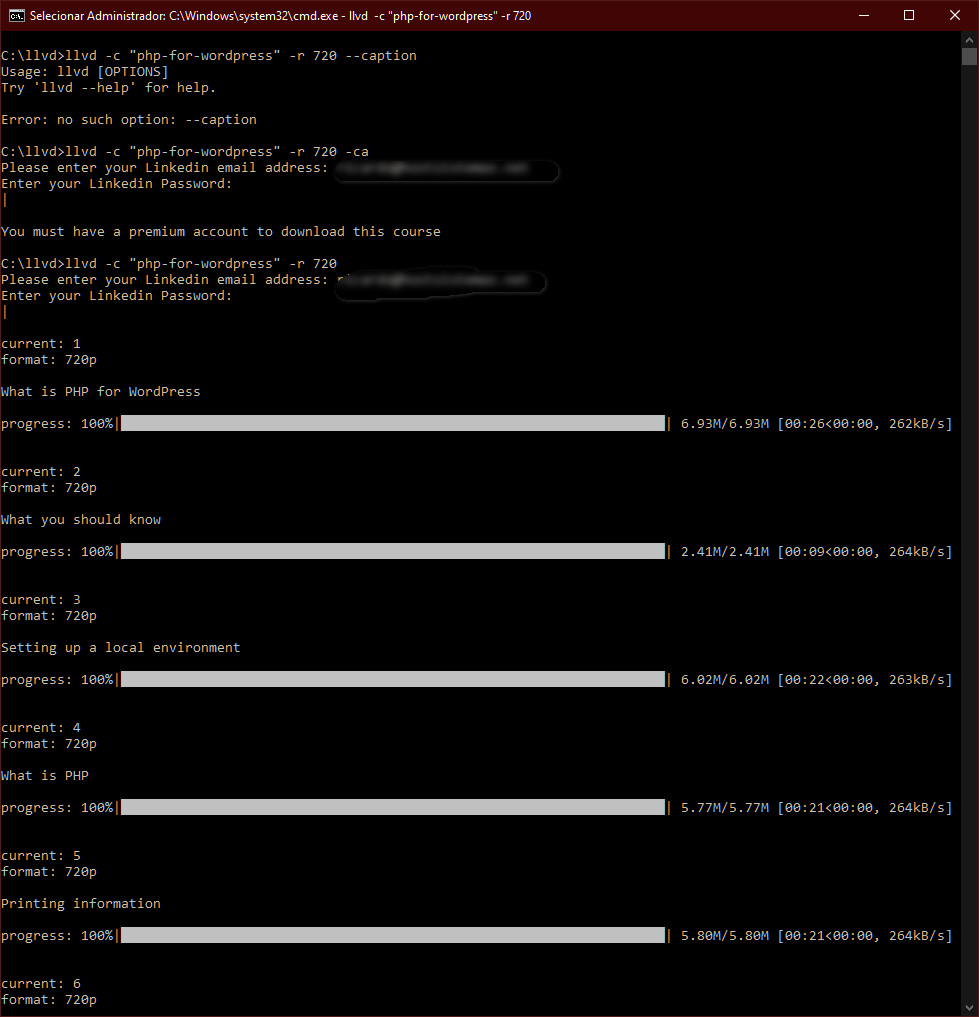 Selecionar Administrador: C:\Windows\system32\cmd.exe - llvd -c "php-for-wordpress" -r 720
C:\llvd>llvd -c "php-for-wordpress" -r 720 --caption
Usage: llvd [OPTIONS]
Try 'llvd --help' for help.
Error: no such option: --caption
C:\llvd>llvd -c "php-for-wordpress" -r 720 -ca
Please enter your Linkedin email address:
Enter your Linkedin Password:
|
You must have a premium account to download this course
C:\llvd>llvd -c "php-for-wordpress" -r 720
Please enter your Linkedin email address:
Enter your Linkedin Password:
|
current: 1
format: 720p
What is PHP for WordPress
progress: 100%| | 6.93M/6.93M [00:26<00:00, 262kB/s]
current: 2
format: 720p
What you should know
progress: 100%| | 2.41M/2.41M [00:09<00:00, 264kB/s]
current: 3
format: 720p
Setting up a local environment
progress: 100%| | 6.02M/6.02M [00:22<00:00, 263kB/s]
current: 4
format: 720p
What is PHP
progress: 100%| | 5.77M/5.77M [00:21<00:00, 264kB/s]
current: 5
format: 720p
Printing information
progress: 100%| | 5.80M/5.80M [00:21<00:00, 264kB/s]
current: 6
format: 720p